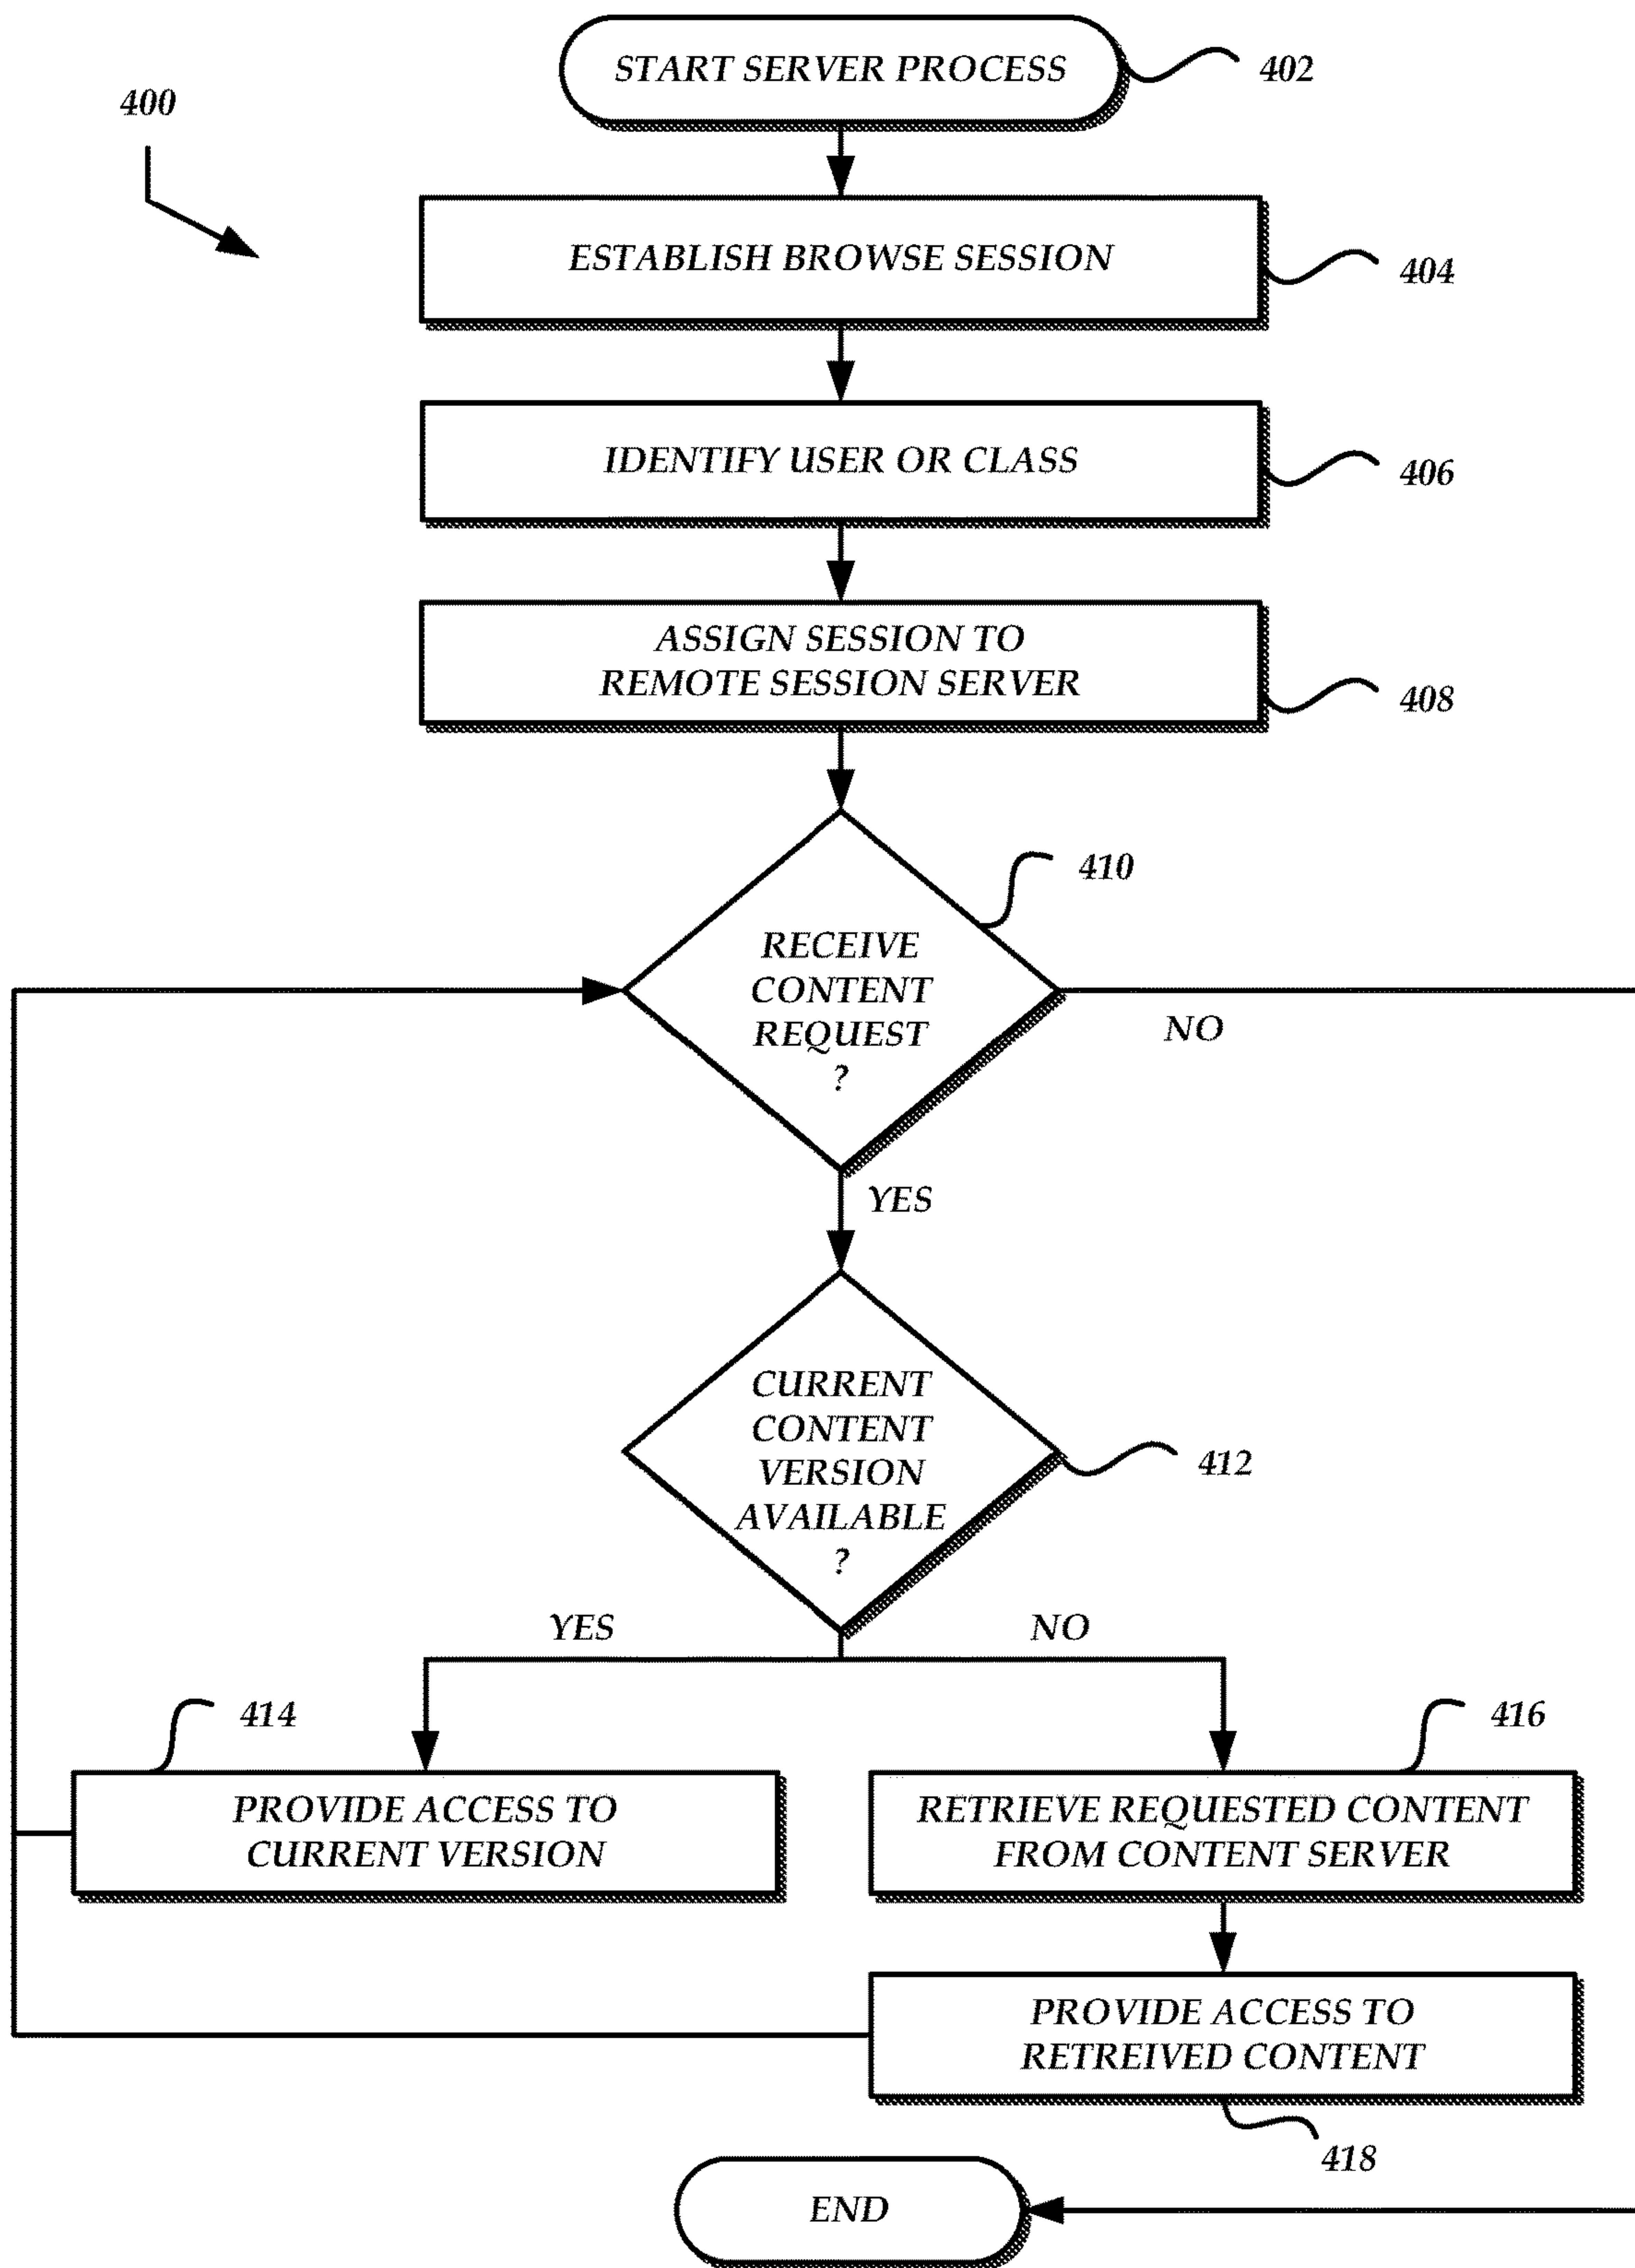 START SERVER PROCESS
402
400
ESTABLISH BROWSE SESSION
404
IDENTIFY USER OR CLASS
406
ASSIGN SESSION TO
REMOTE SESSION SERVER
408
410
RECEIVE
CONTENT
REQUEST
?
NO
YES
CURRENT
CONTENT
VERSION
AVAILABLE
?
412
YES
NO
414
416
PROVIDE ACCESS TO
CURRENT VERSION
RETRIEVE REQUESTED CONTENT
FROM CONTENT SERVER
PROVIDE ACCESS TO
RETREIVED CONTENT
418
END